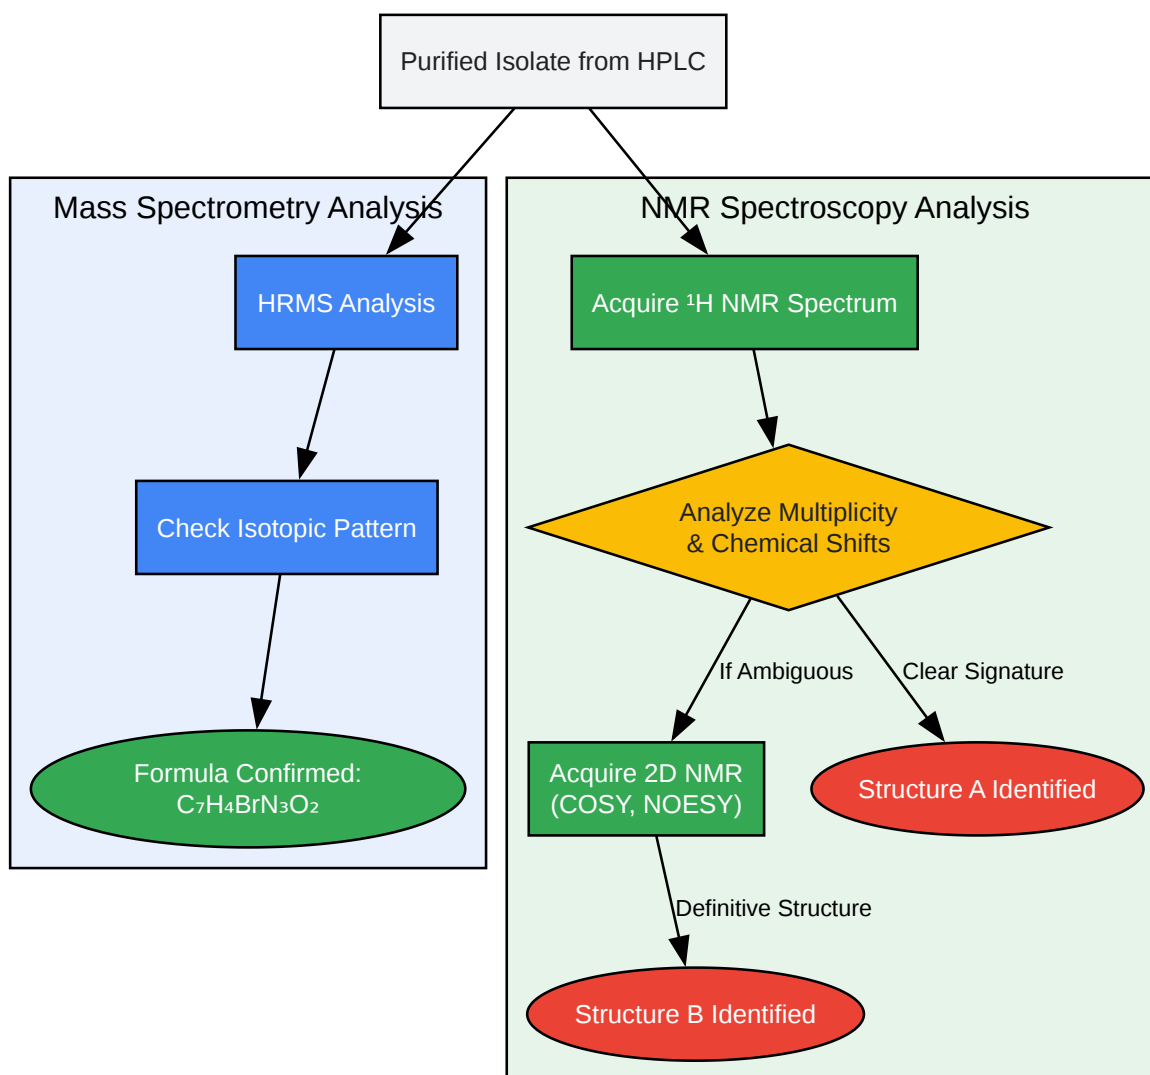 Purified Isolate from HPLC
Mass Spectrometry Analysis
HRMS Analysis
Check Isotopic Pattern
Formula Confirmed:
C₇H₄BrN₃O₂
NMR Spectroscopy Analysis
Acquire ¹H NMR Spectrum
Analyze Multiplicity
& Chemical Shifts
If Ambiguous
Clear Signature
Acquire 2D NMR
(COSY, NOESY)
Structure A Identified
Definitive Structure
Structure B Identified